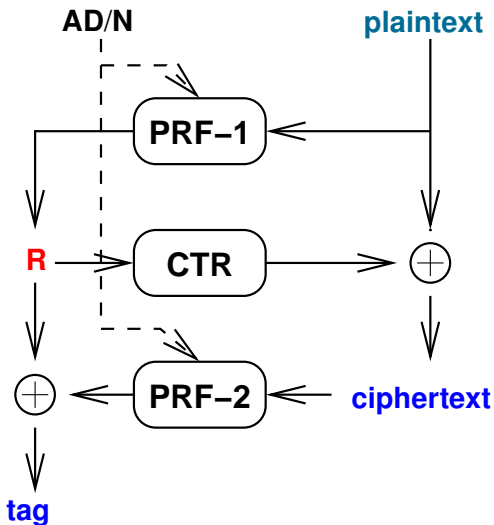 AD/N
plaintext
PRF–1
R
CTR
PRF–2
ciphertext
tag